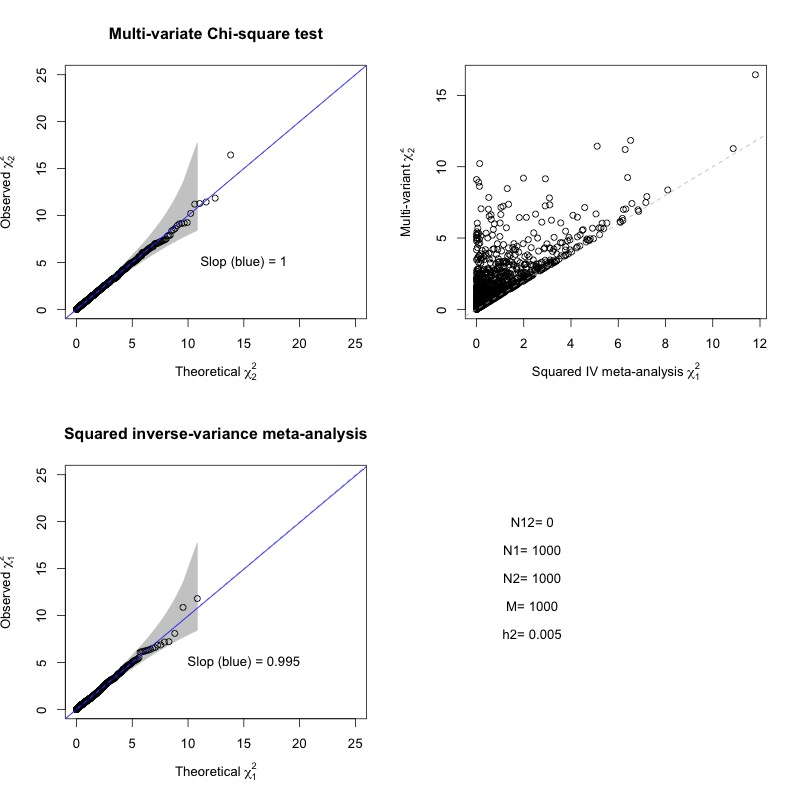 Multi-variate Chi-square test
Observed χ²₂
25
20
15
10
5
0
Slop (blue) = 1
0 5 10 15 20 25
Theoretical χ²₂
Multi-variant χ²₂
15
10
5
0
0 2 4 6 8 10 12
Squared IV meta-analysis χ²₁
Squared inverse-variance meta-analysis
Observed χ²₁
25
20
15
10
5
0
Slop (blue) = 0.995
0 5 10 15 20 25
Theoretical χ²₁
N12= 0
N1= 1000
N2= 1000
M= 1000
h2= 0.005